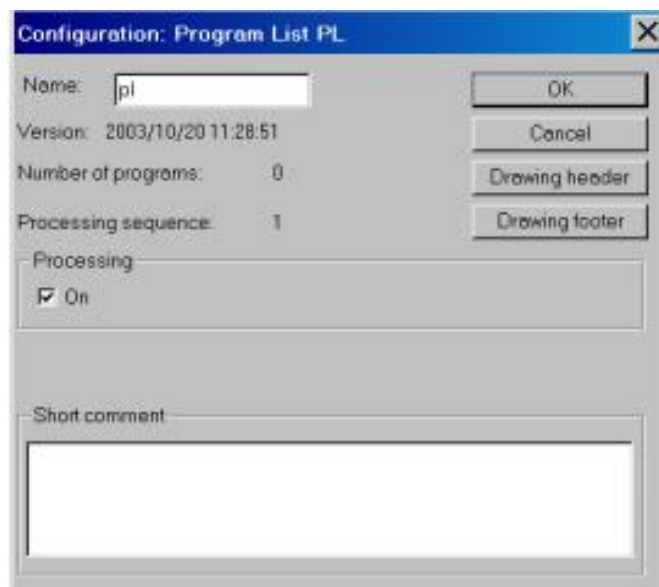 Configuration: Program List PL
Name: pl
OK
Version: 2003/10/20 11:28:51
Cancel
Number of programs: 0
Drawing header
Processing sequence: 1
Drawing footer
Processing
On
Short comment